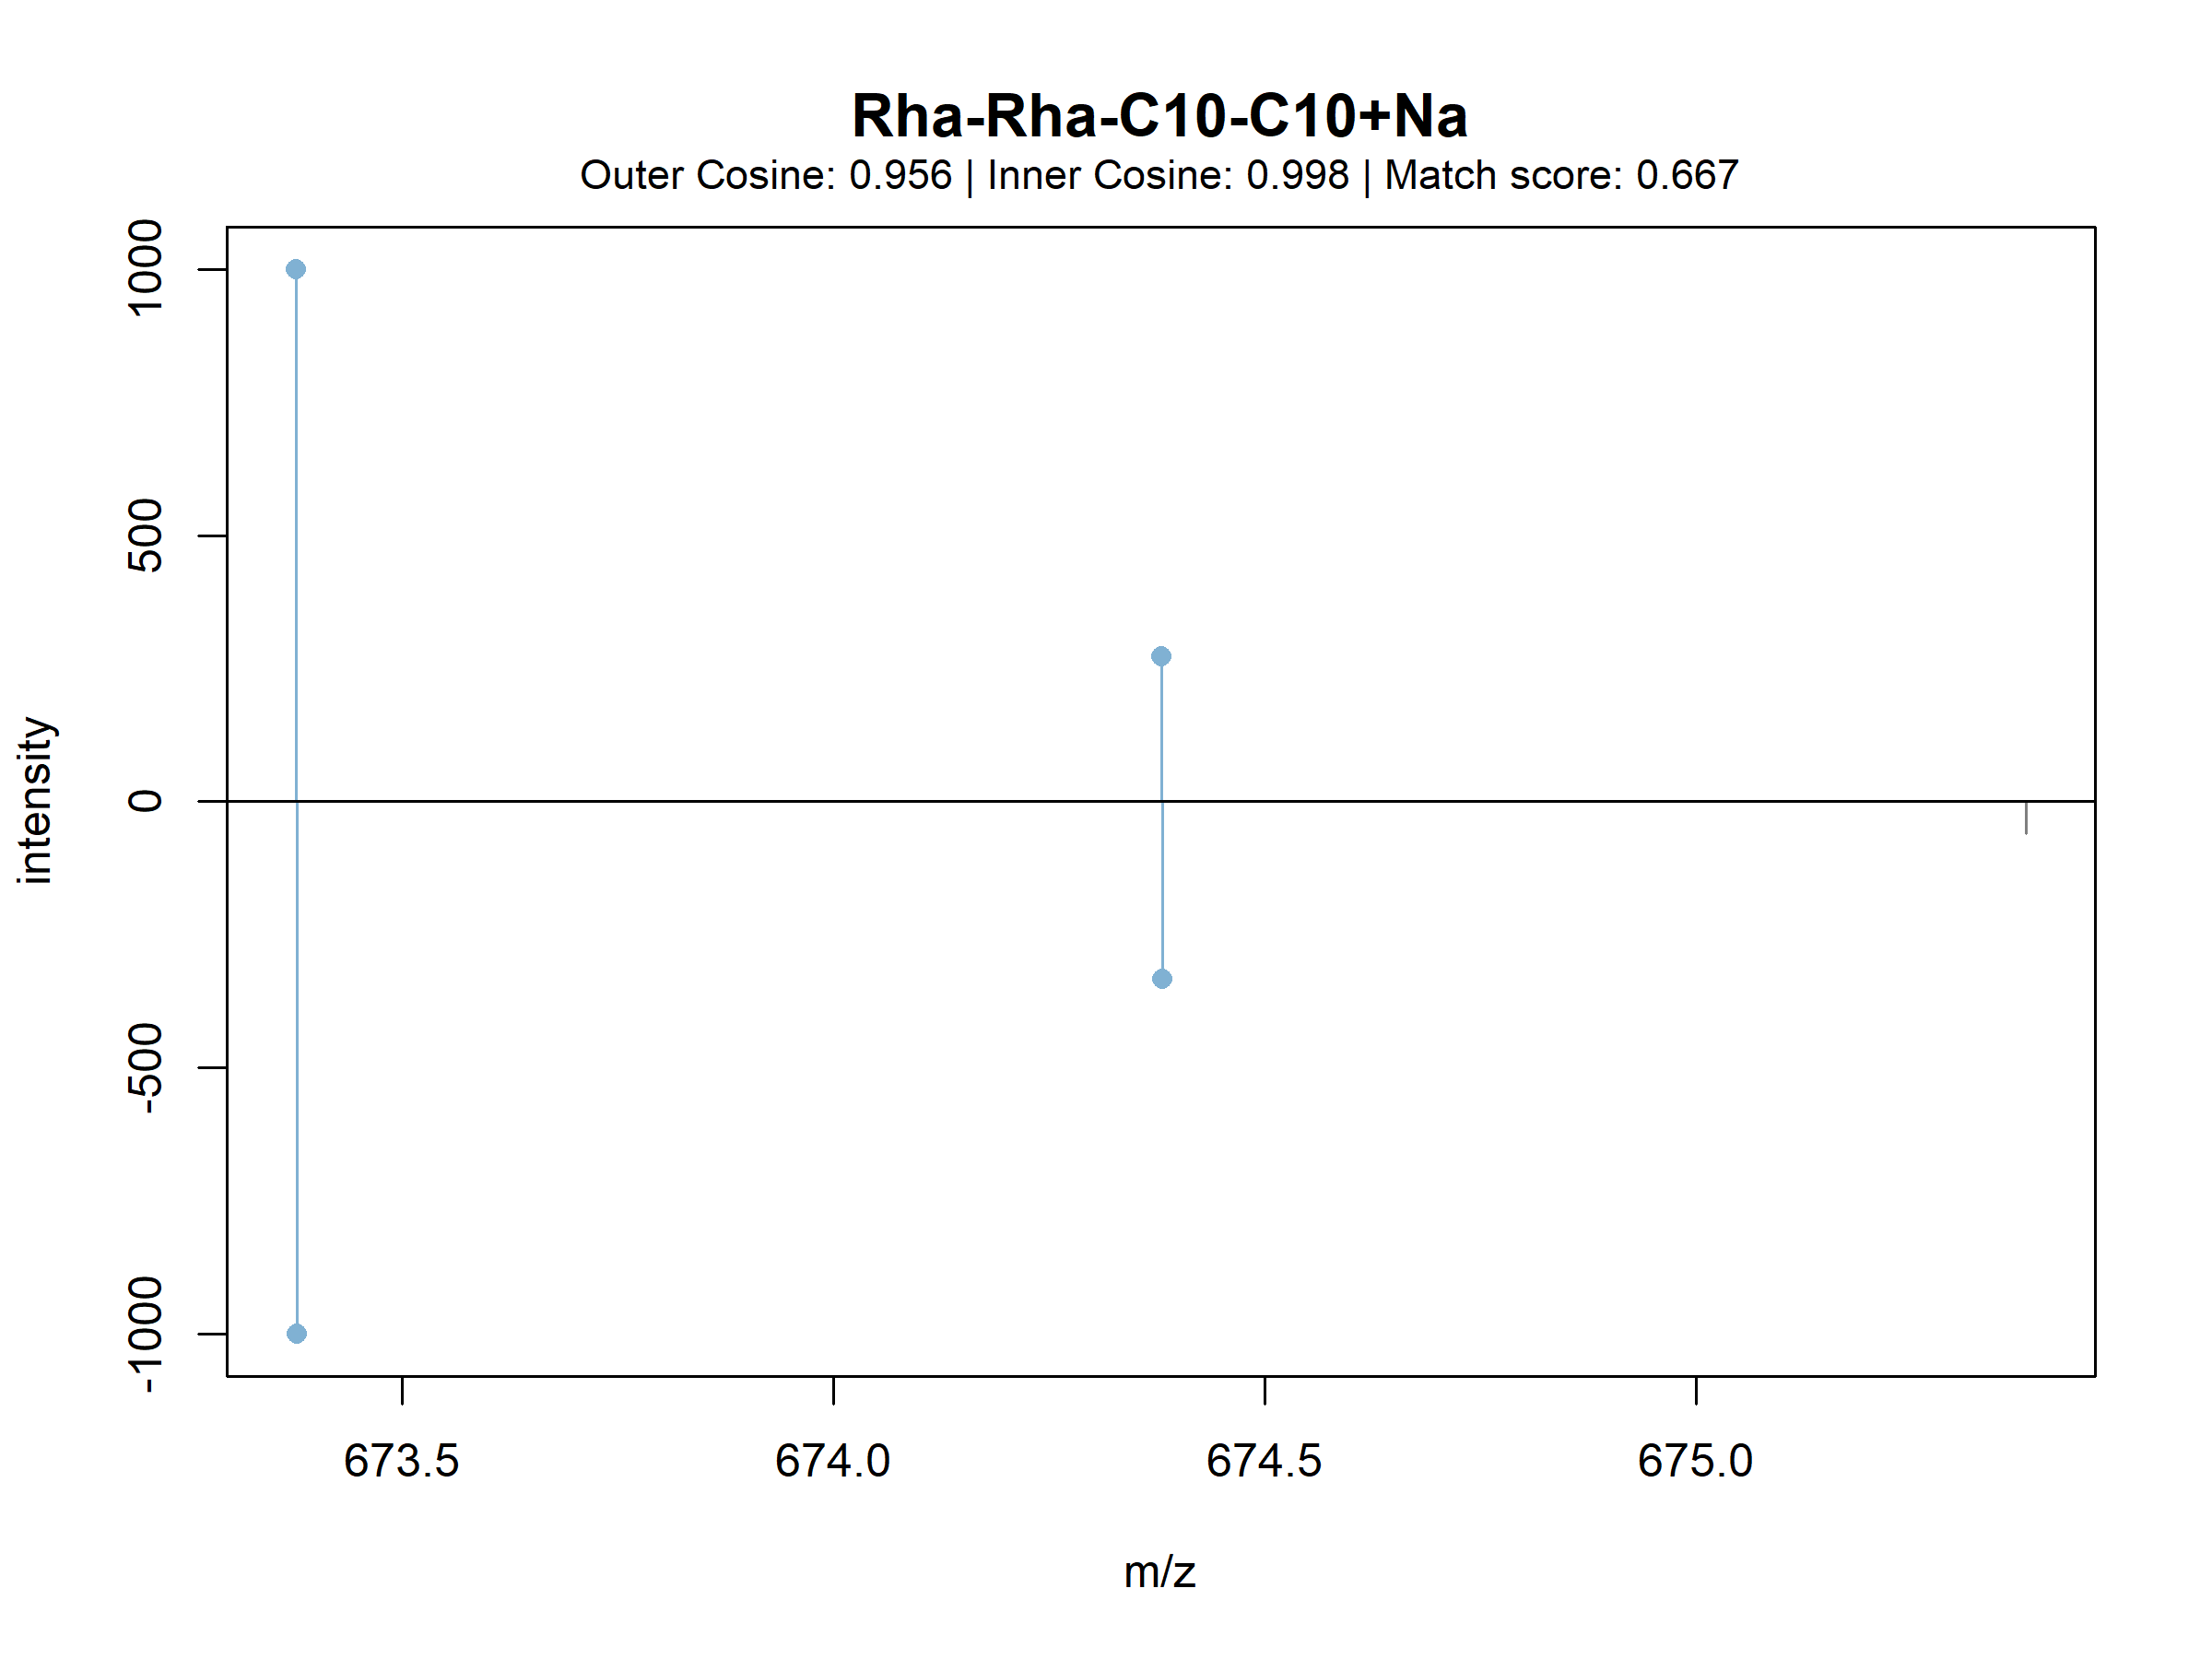 Rha-Rha-C10-C10+Na
Outer Cosine: 0.956 | Inner Cosine: 0.998 | Match score: 0.667
1000
500
0
-500
-1000
intensity
673.5 674.0 674.5 675.0
m/z